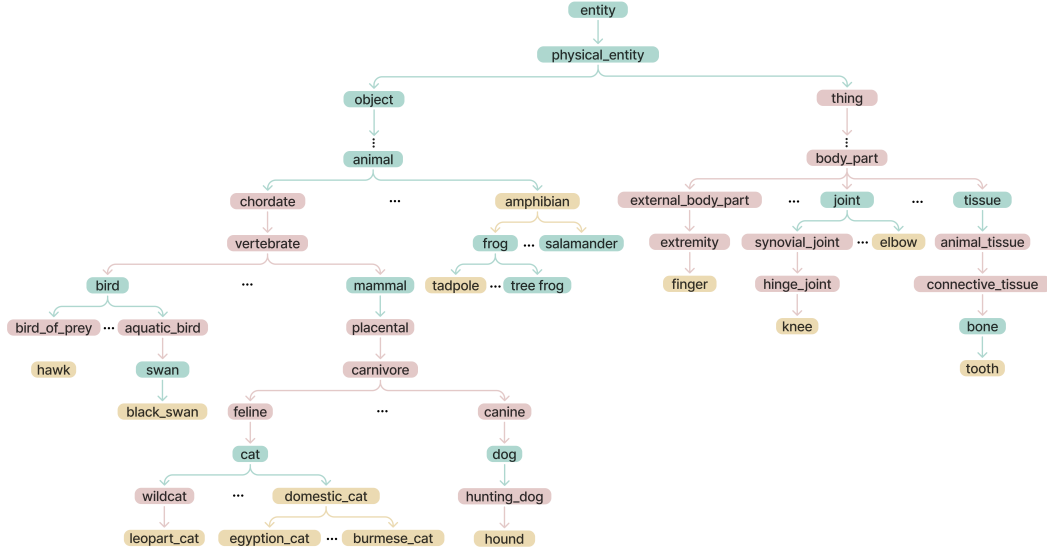 entity
physical_entity
object
thing
...
...
animal
body_part
chordate
...
amphibian
external_body_part
...
joint
...
tissue
vertebrate
frog
...
salamander
extremity
synovial_joint
...
elbow
animal_tissue
bird
...
mammal
tadpole
...
tree frog
finger
hinge_joint
connective_tissue
bird_of_prey
...
aquatic_bird
placental
knee
bone
hawk
swan
carnivore
tooth
black_swan
feline
...
canine
cat
dog
wildcat
...
domestic_cat
hunting_dog
leopart_cat
egyption_cat
...
burmese_cat
hound